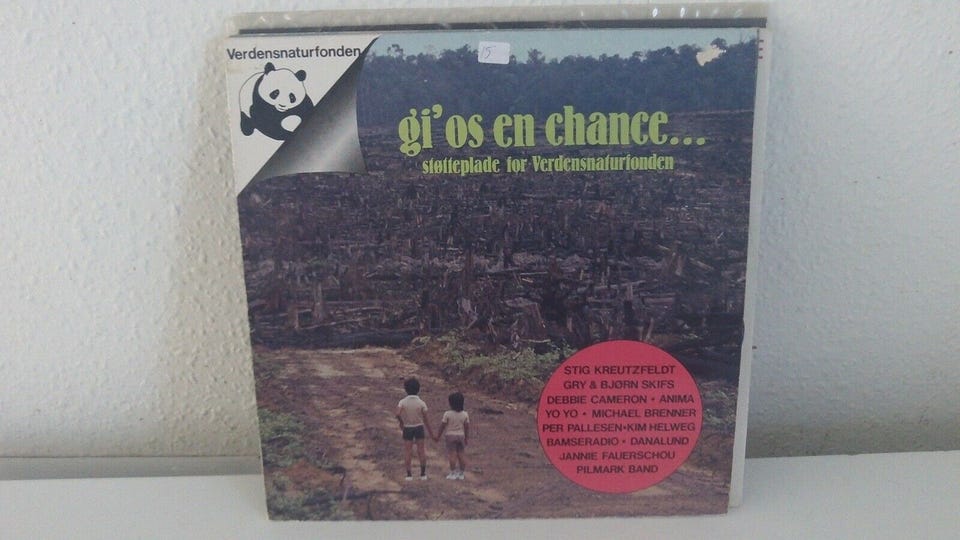 Verdensnaturfonden
15
gi' os en chance...
støtteplade for Verdensnaturfonden
STIG KREUTZFELDT
GRY & BJØRN SKIFS
DEBBIE CAMERON • ANIMA
YO YO • MICHAEL BRENNER
PER PALLESEN•KIM HELWEG
BAMSERADIO • DANALUND
JANNIE FAUERSCHOU
PILMARK BAND